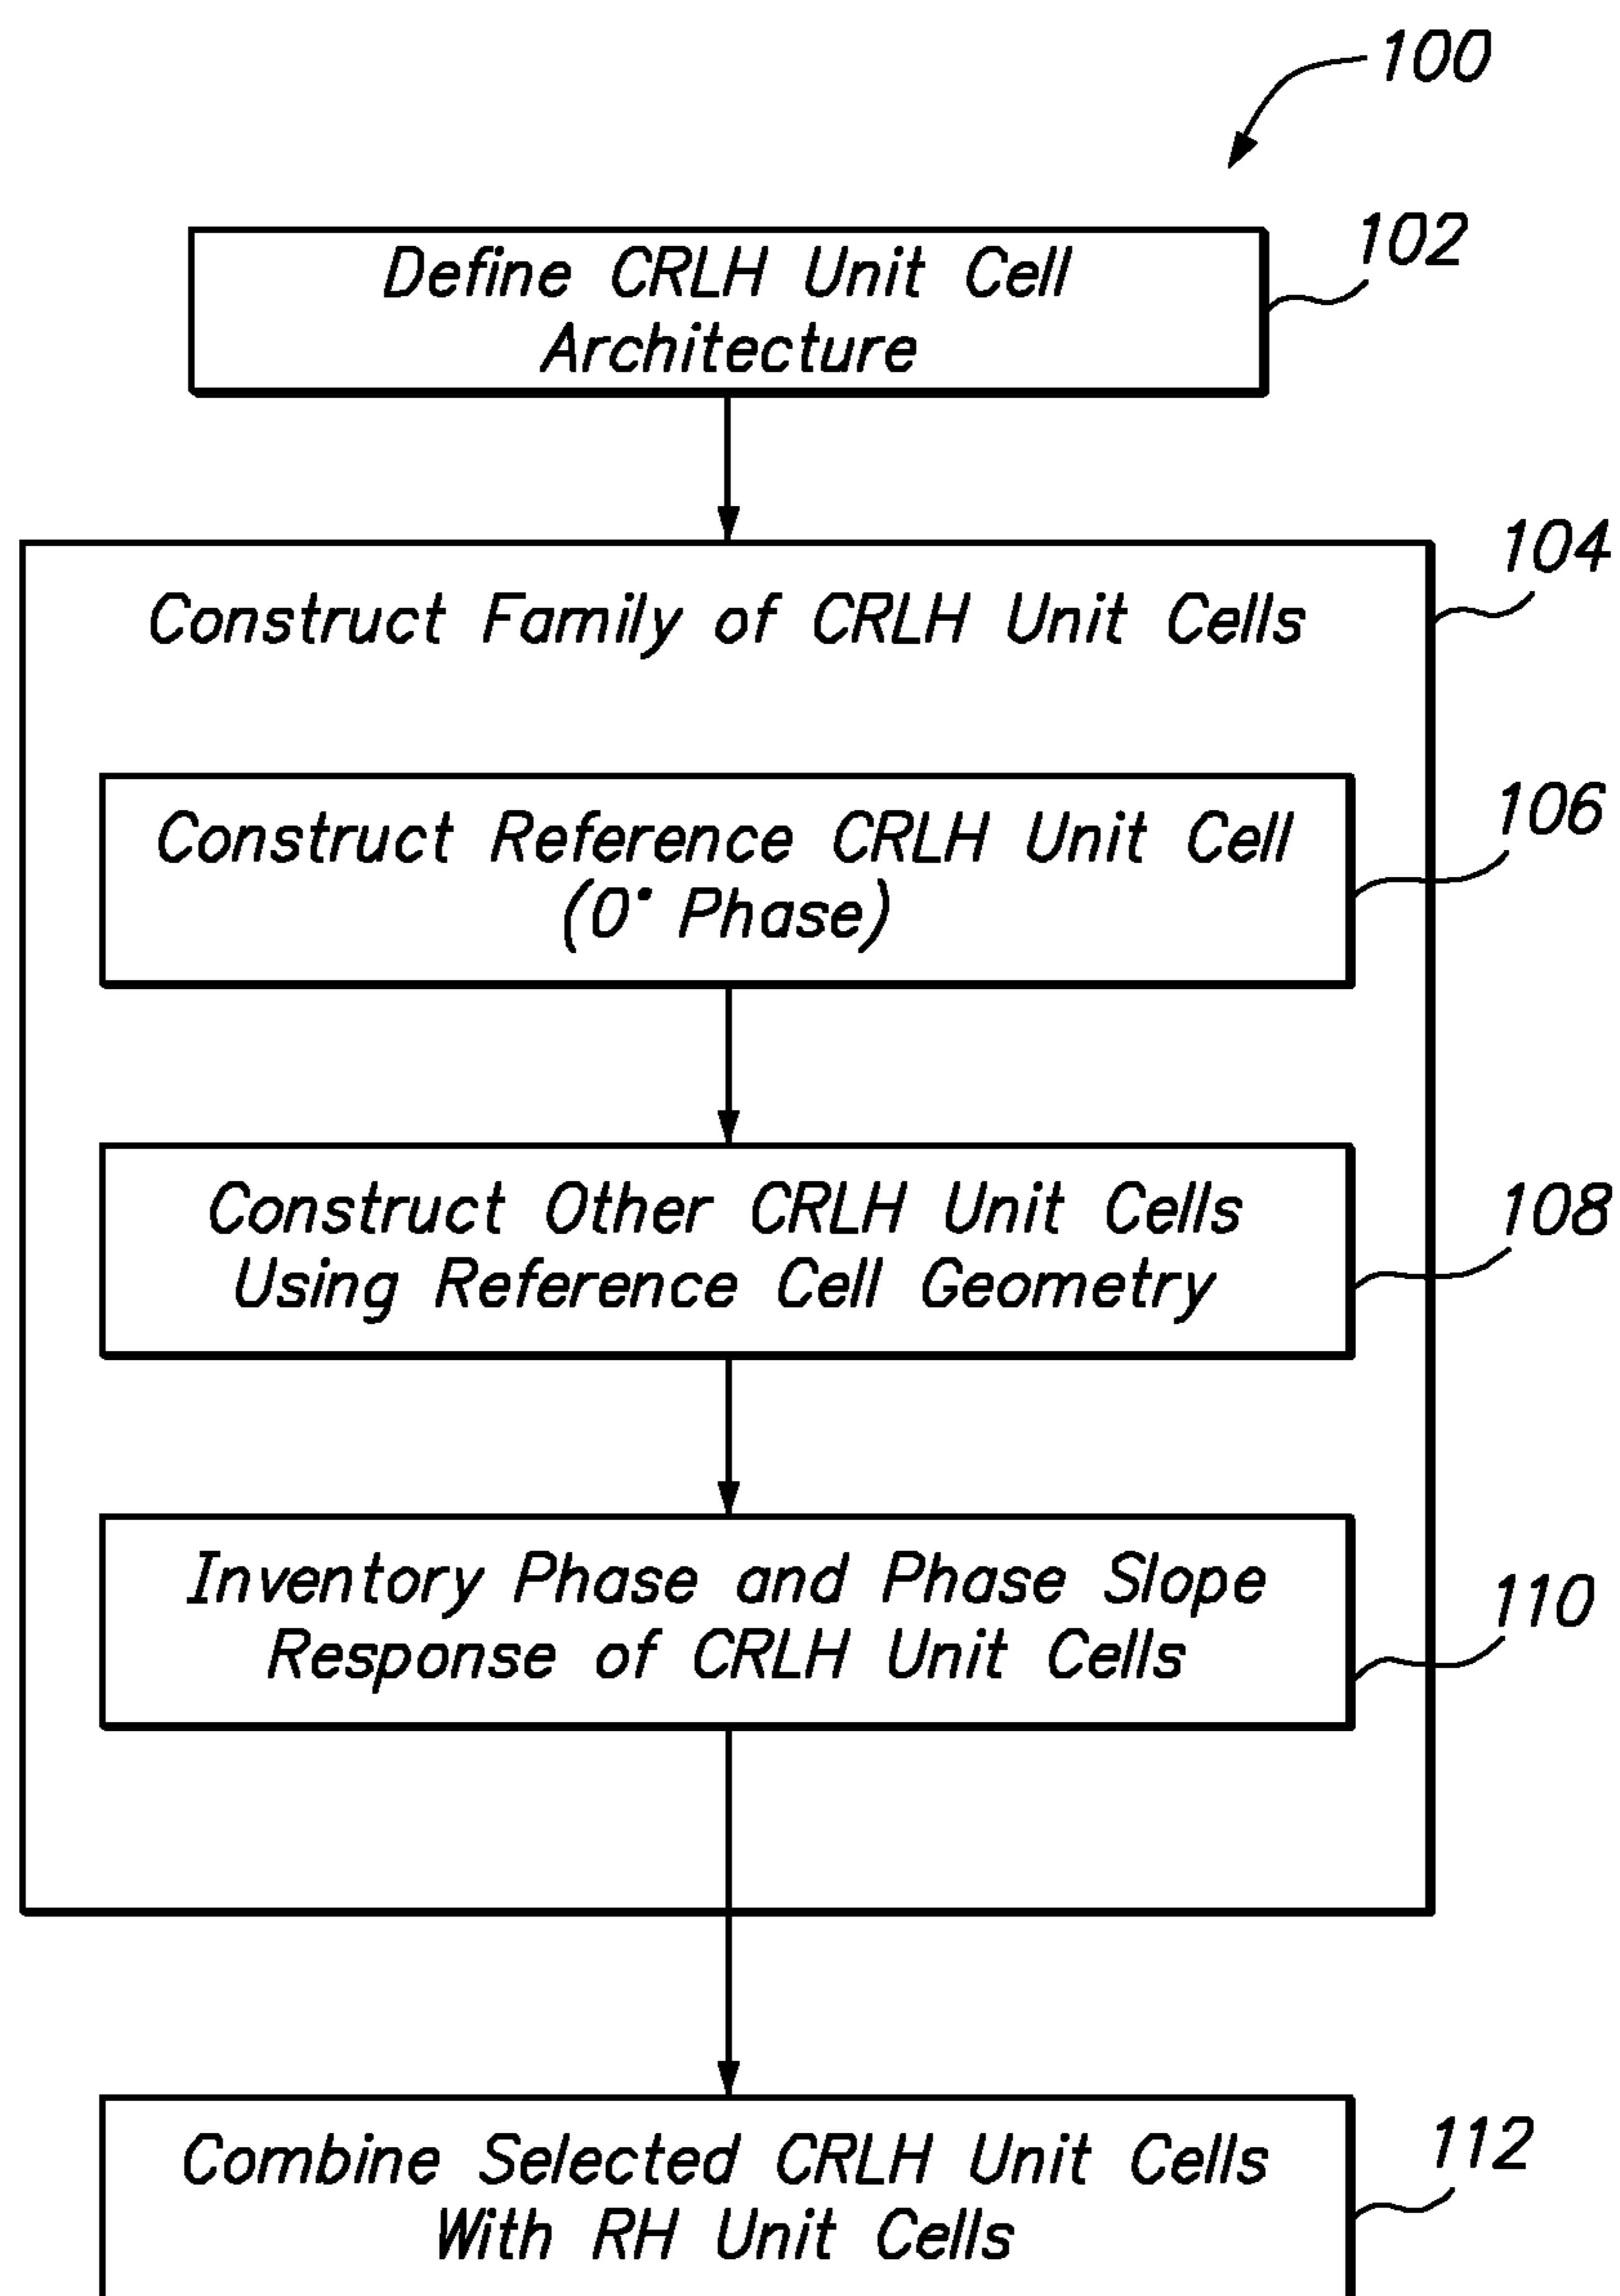 100
102
Define CRLH Unit Cell
Architecture
104
Construct Family of CRLH Unit Cells
106
Construct Reference CRLH Unit Cell
(0° Phase)
108
Construct Other CRLH Unit Cells
Using Reference Cell Geometry
110
Inventory Phase and Phase Slope
Response of CRLH Unit Cells
112
Combine Selected CRLH Unit Cells
With RH Unit Cells